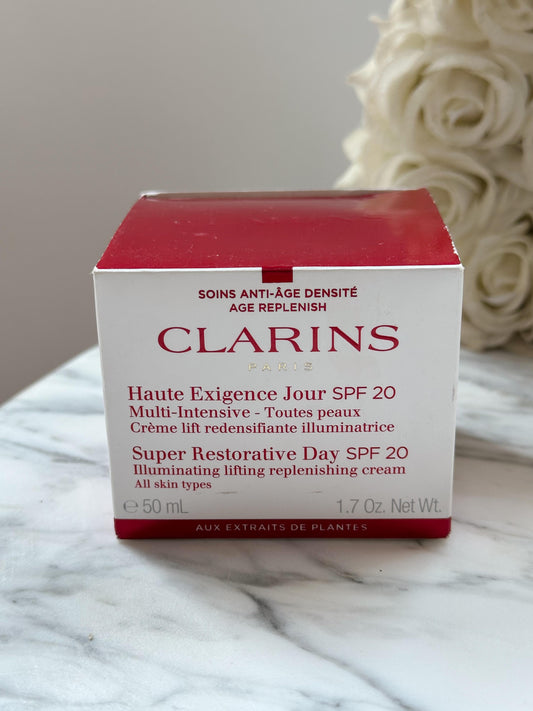 SOINS ANTI-ÂGE DENSITÉ
AGE REPLENISH
CLARINS
PARIS
Haute Exigence Jour SPF 20
Multi-Intensive - Toutes peaux
Crème lift redensifiante illuminatrice
Super Restorative Day SPF 20
Illuminating lifting replenishing cream
All skin types
℮ 50 mL 1.7 Oz. Net Wt.
AUX EXTRAITS DE PLANTES